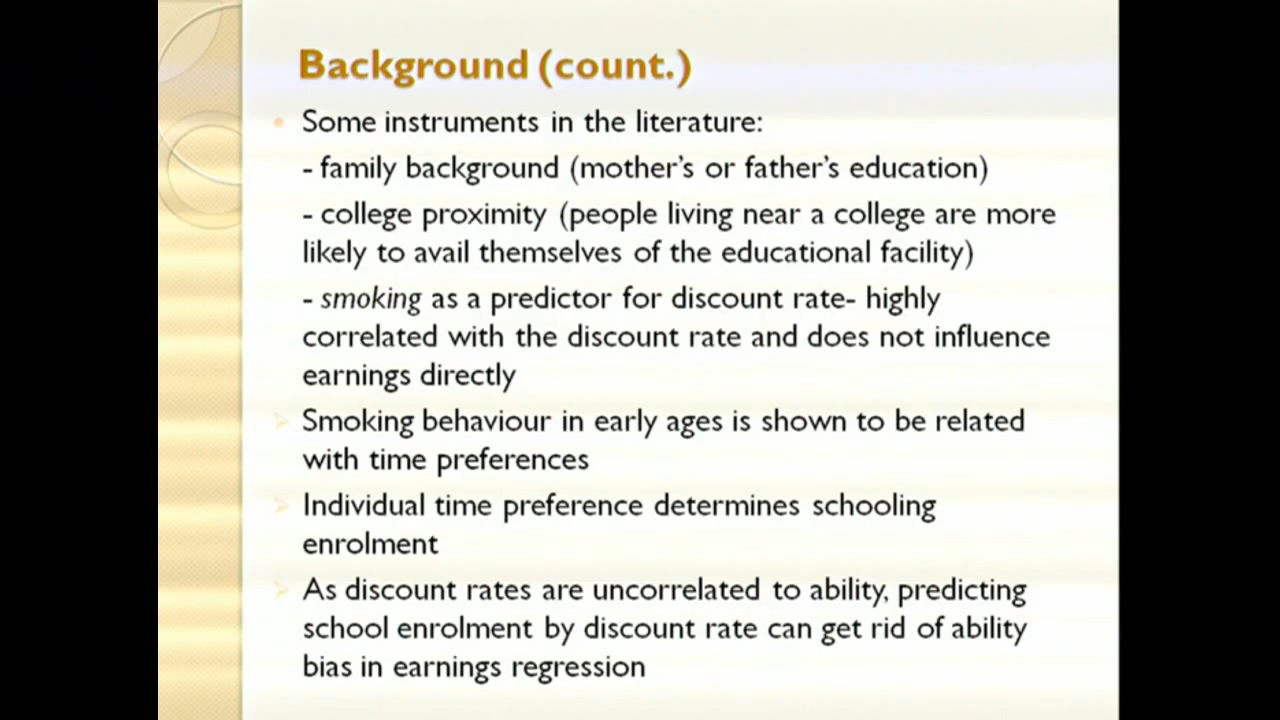 Background (count.)
Some instruments in the literature:
- family background (mother's or father's education)
- college proximity (people living near a college are more
likely to avail themselves of the educational facility)
- smoking as a predictor for discount rate- highly
correlated with the discount rate and does not influence
earnings directly
Smoking behaviour in early ages is shown to be related
with time preferences
Individual time preference determines schooling
enrolment
As discount rates are uncorrelated to ability, predicting
school enrolment by discount rate can get rid of ability
bias in earnings regression